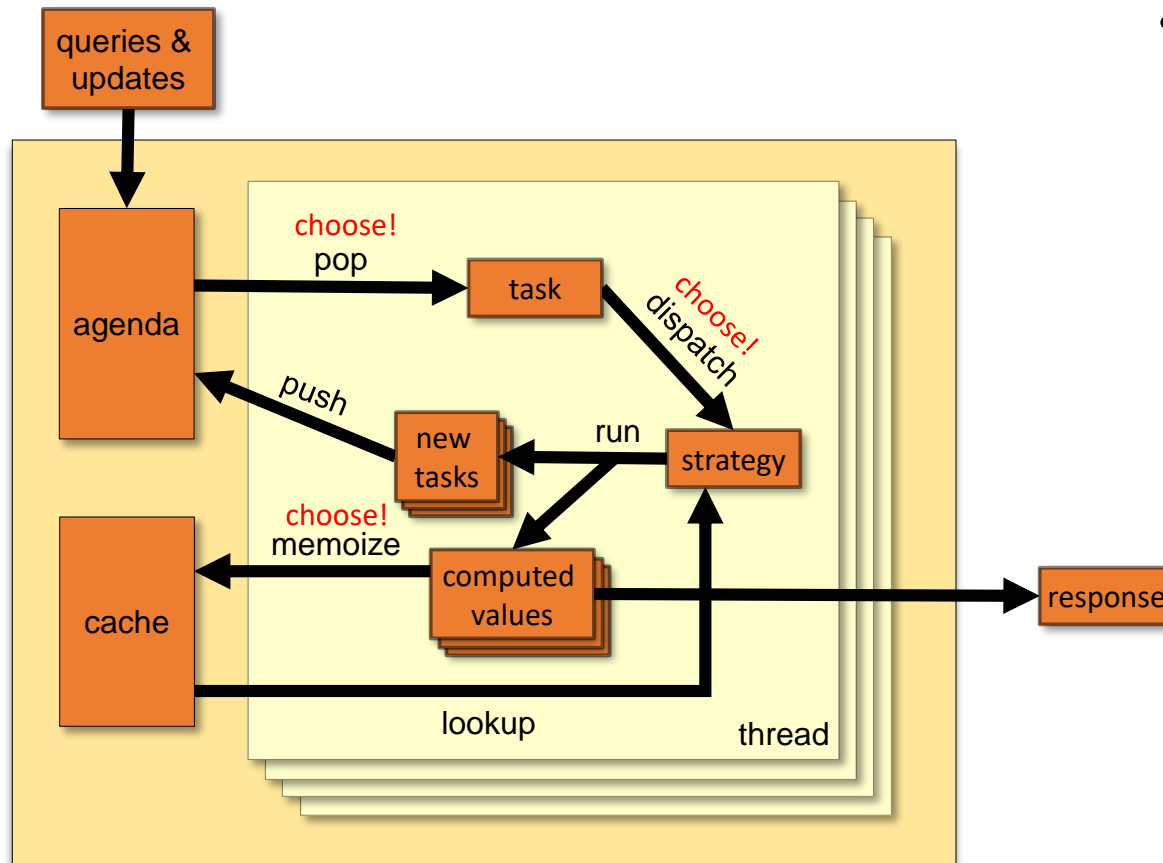 queries &
updates
choose!
pop
task
choose!
dispatch
agenda
push
new
tasks
run
strategy
choose!
memoize
computed
values
cache
response
lookup
thread